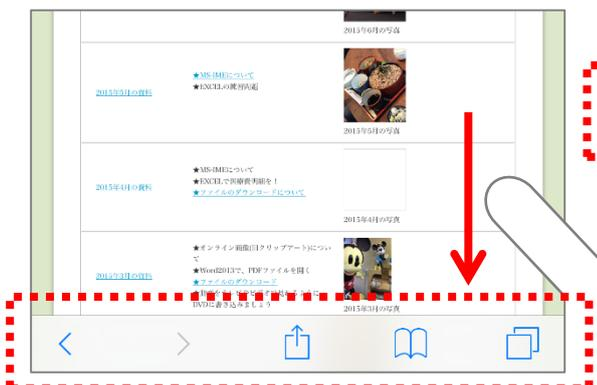 2015年6月の写真
★MS-IMEについて
★EXCELの練習問題
2015年5月の資料
2015年5月の写真
★MS-IMEについて
★EXCELで医療費明細を！
2015年4月の資料
★ファイルのダウンロードについて
2015年4月の写真
★オンライン画像(旧クリップアート)につい
て
★Word2013で、PDFファイルを開く
2015年3月の資料
★ファイルのダウンロード
DVDに書き込みましょう
2015年3月の写真